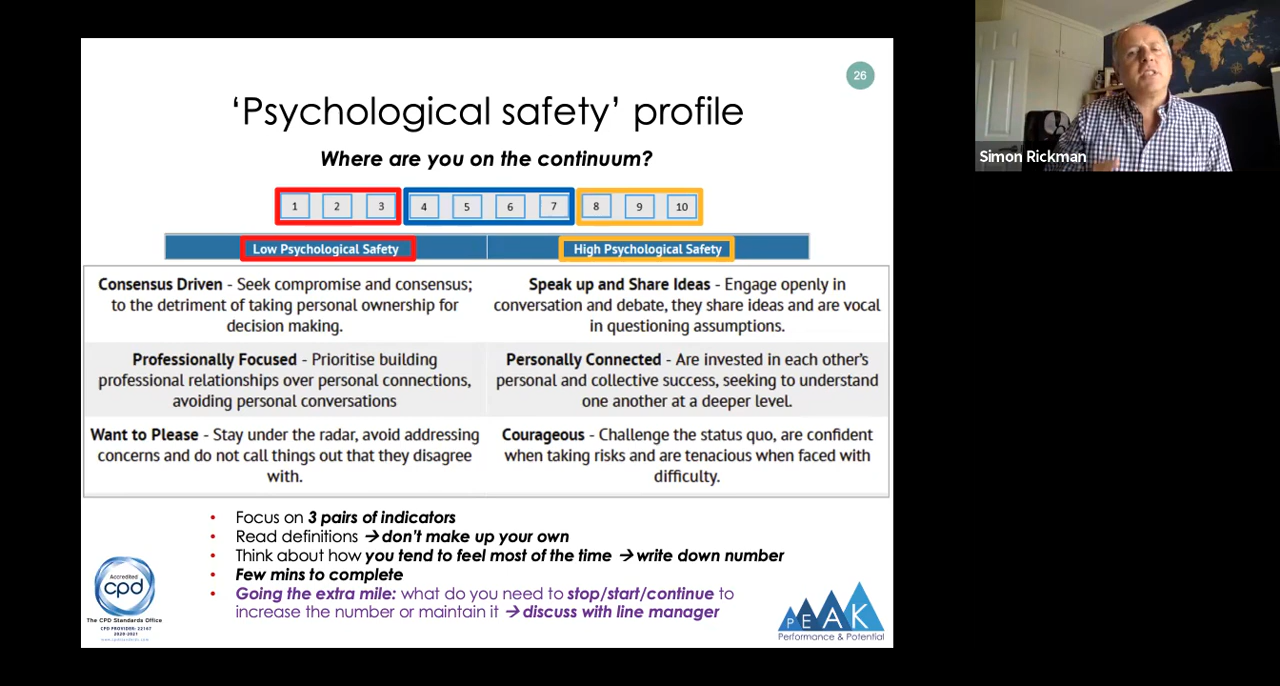 26
‘Psychological safety’ profile
Where are you on the continuum?
1 2 3 4 5 6 7 8 9 10
Low Psychological Safety
High Psychological Safety
Consensus Driven - Seek compromise and consensus;
to the detriment of taking personal ownership for
decision making.
Speak up and Share Ideas - Engage openly in
conversation and debate, they share ideas and are vocal
in questioning assumptions.
Professionally Focused - Prioritise building
professional relationships over personal connections,
avoiding personal conversations
Personally Connected - Are invested in each other’s
personal and collective success, seeking to understand
one another at a deeper level.
Want to Please - Stay under the radar, avoid addressing
concerns and do not call things out that they disagree
with.
Courageous - Challenge the status quo, are confident
when taking risks and are tenacious when faced with
difficulty.
• Focus on 3 pairs of indicators
• Read definitions → don’t make up your own
• Think about how you tend to feel most of the time → write down number
• Few mins to complete
• Going the extra mile: what do you need to stop/start/continue to
increase the number or maintain it → discuss with line manager
Accredited
cpd
The CPD Standards Office
CPD PROVIDER: 22147
2020-2021
www.cpdstandards.com
PEAK
Performance & Potential
Simon Rickman